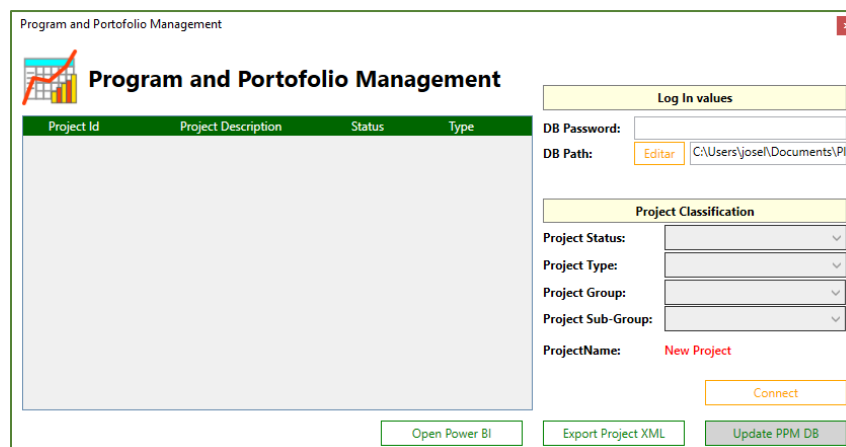 Program and Portofolio Management
Program and Portofolio Management
Log In values
Project Id Project Description Status Type
DB Password:
DB Path: Editar C:\Users\josel\Documents\Pl
Project Classification
Project Status:
Project Type:
Project Group:
Project Sub-Group:
ProjectName: New Project
Connect
Open Power BI Export Project XML Update PPM DB